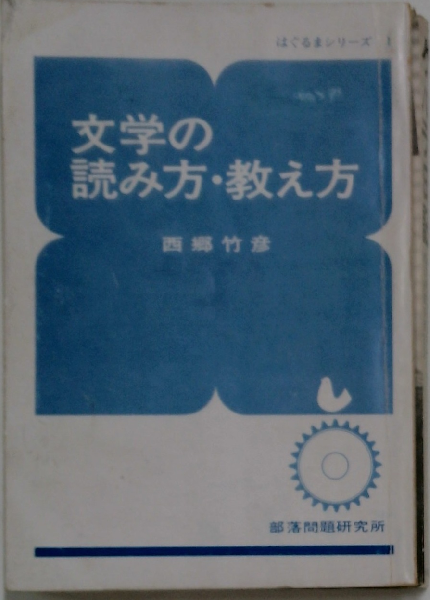 はぐるまシリーズ 1
文学の
読み方・教え方
西郷竹彦
部落問題研究所